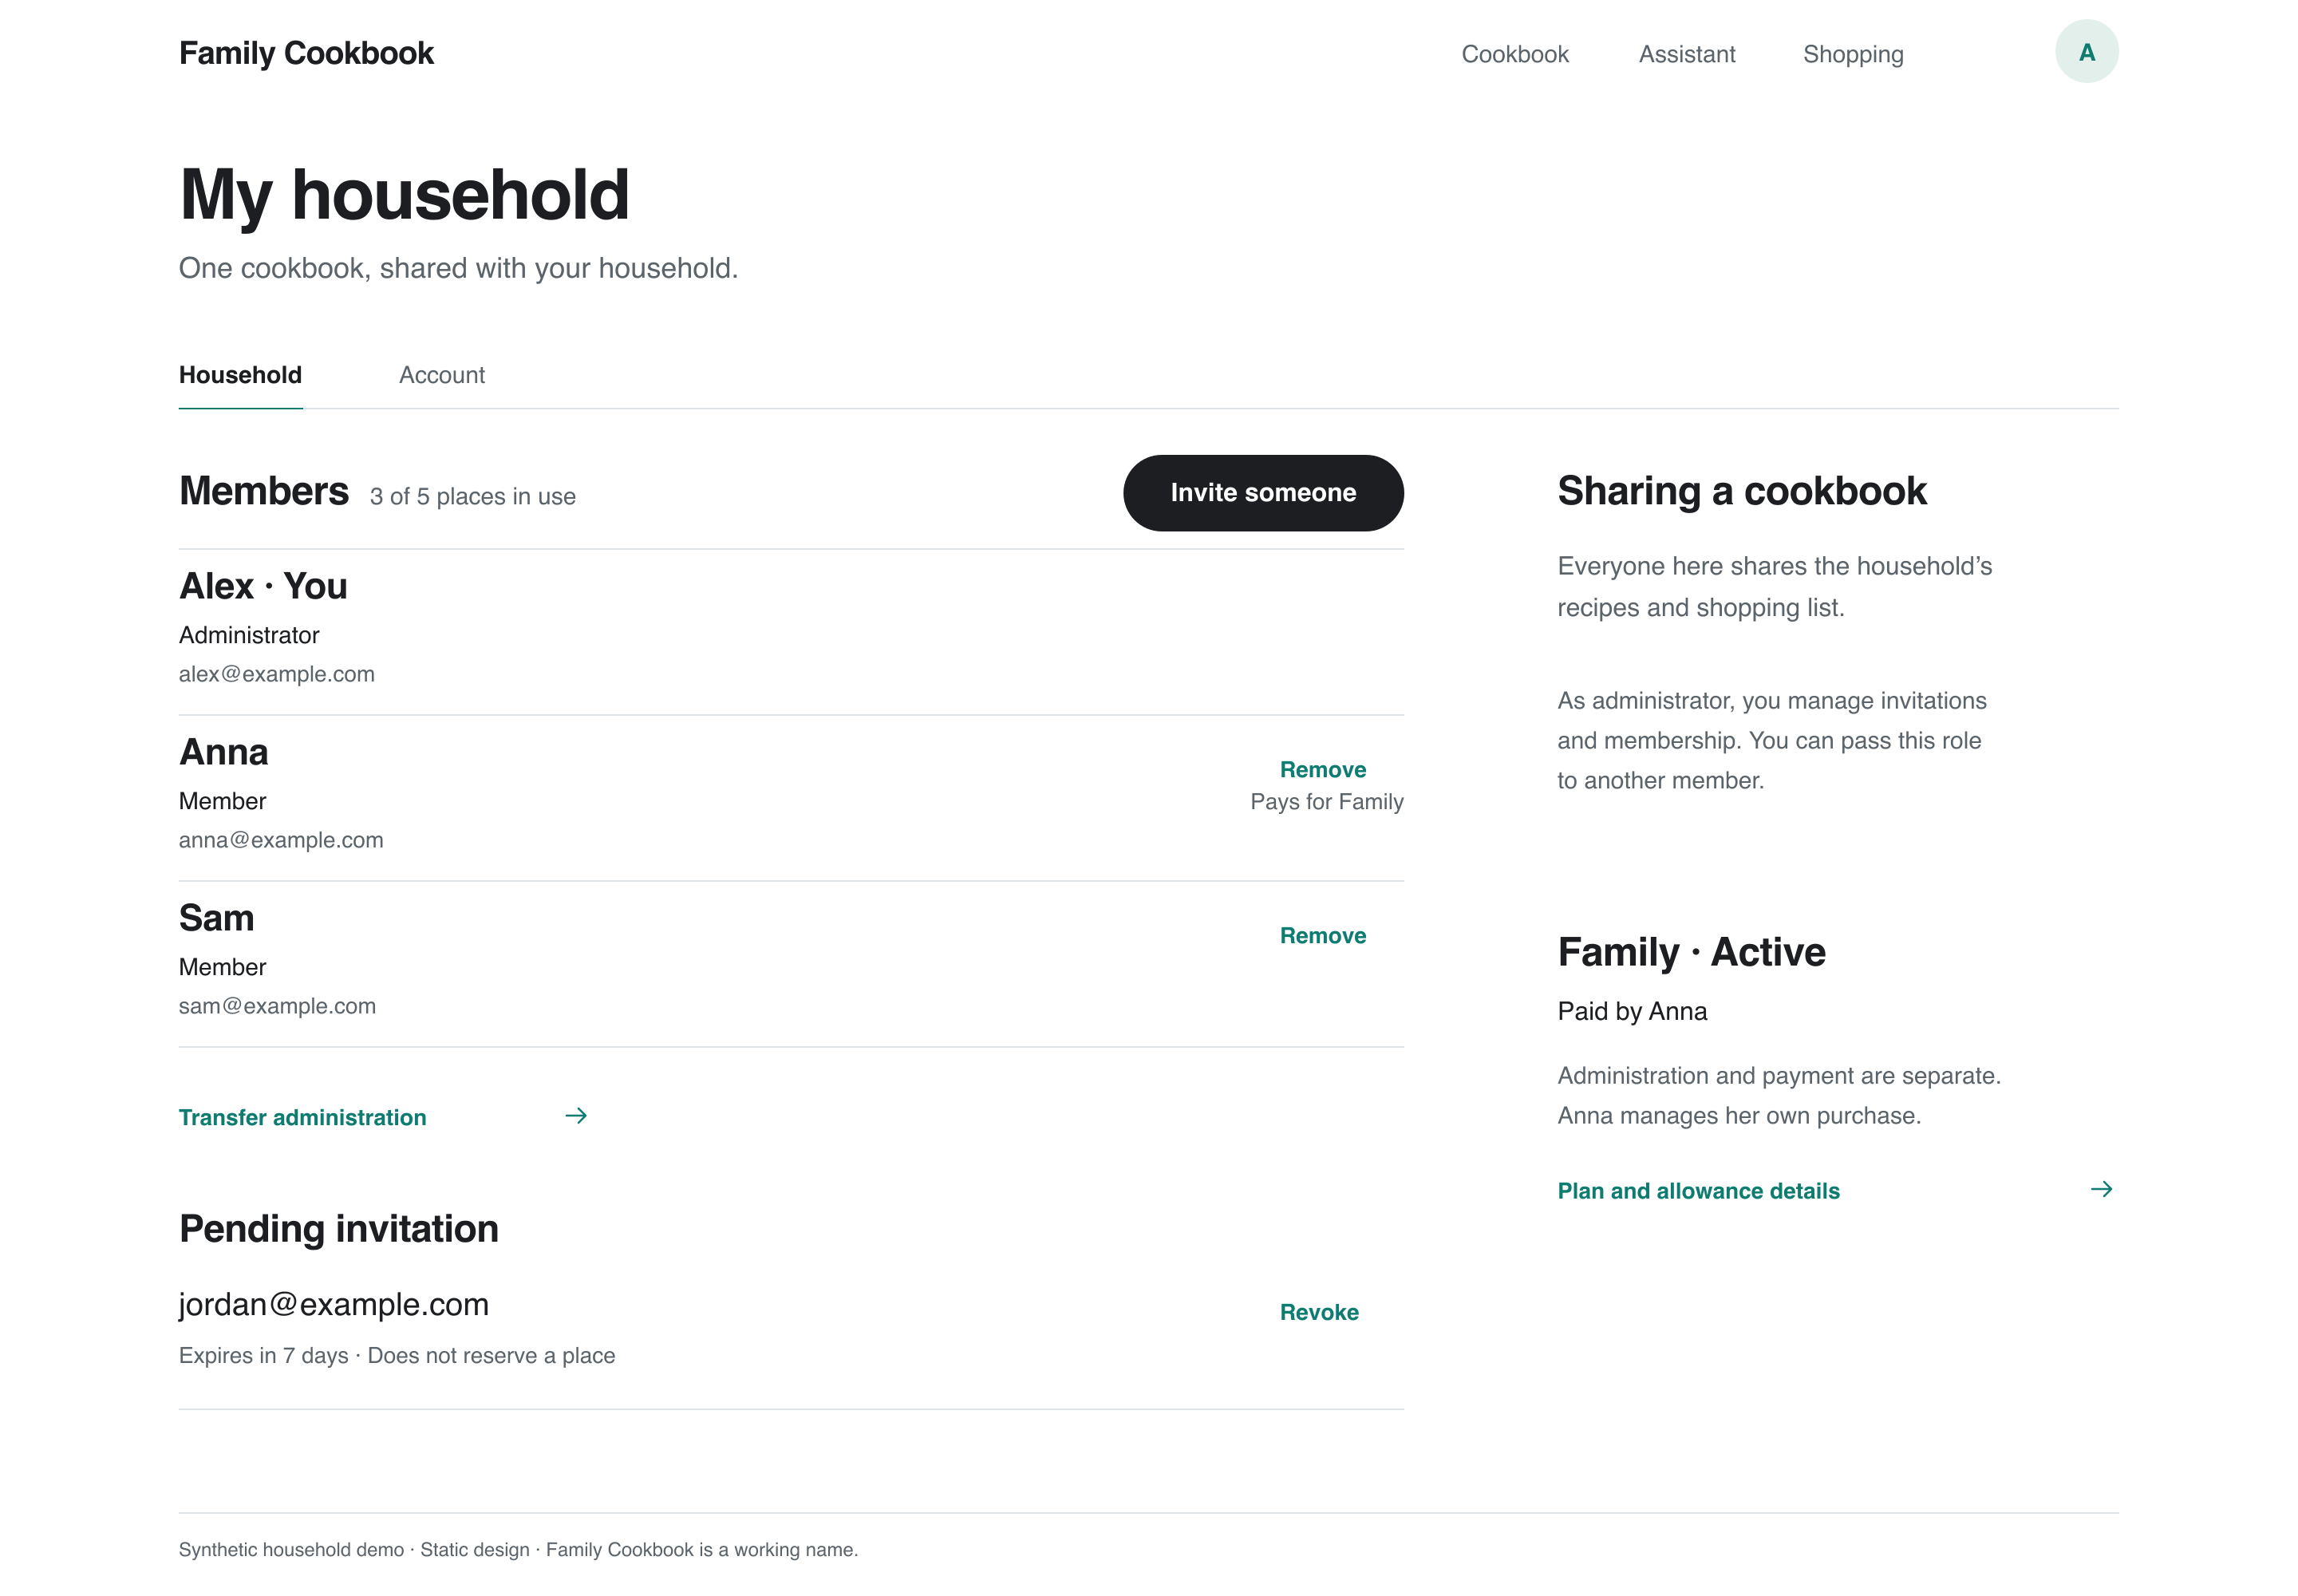 Family Cookbook
Cookbook
Assistant
Shopping
A
My household
One cookbook, shared with your household.
Household
Account
Members 3 of 5 places in use
Invite someone
Alex · You
Administrator
alex@example.com
Anna
Member
anna@example.com
Remove
Pays for Family
Sam
Member
sam@example.com
Remove
Transfer administration →
Pending invitation
jordan@example.com
Expires in 7 days · Does not reserve a place
Revoke
Sharing a cookbook
Everyone here shares the household’s
recipes and shopping list.
As administrator, you manage invitations
and membership. You can pass this role
to another member.
Family · Active
Paid by Anna
Administration and payment are separate.
Anna manages her own purchase.
Plan and allowance details →
Synthetic household demo · Static design · Family Cookbook is a working name.